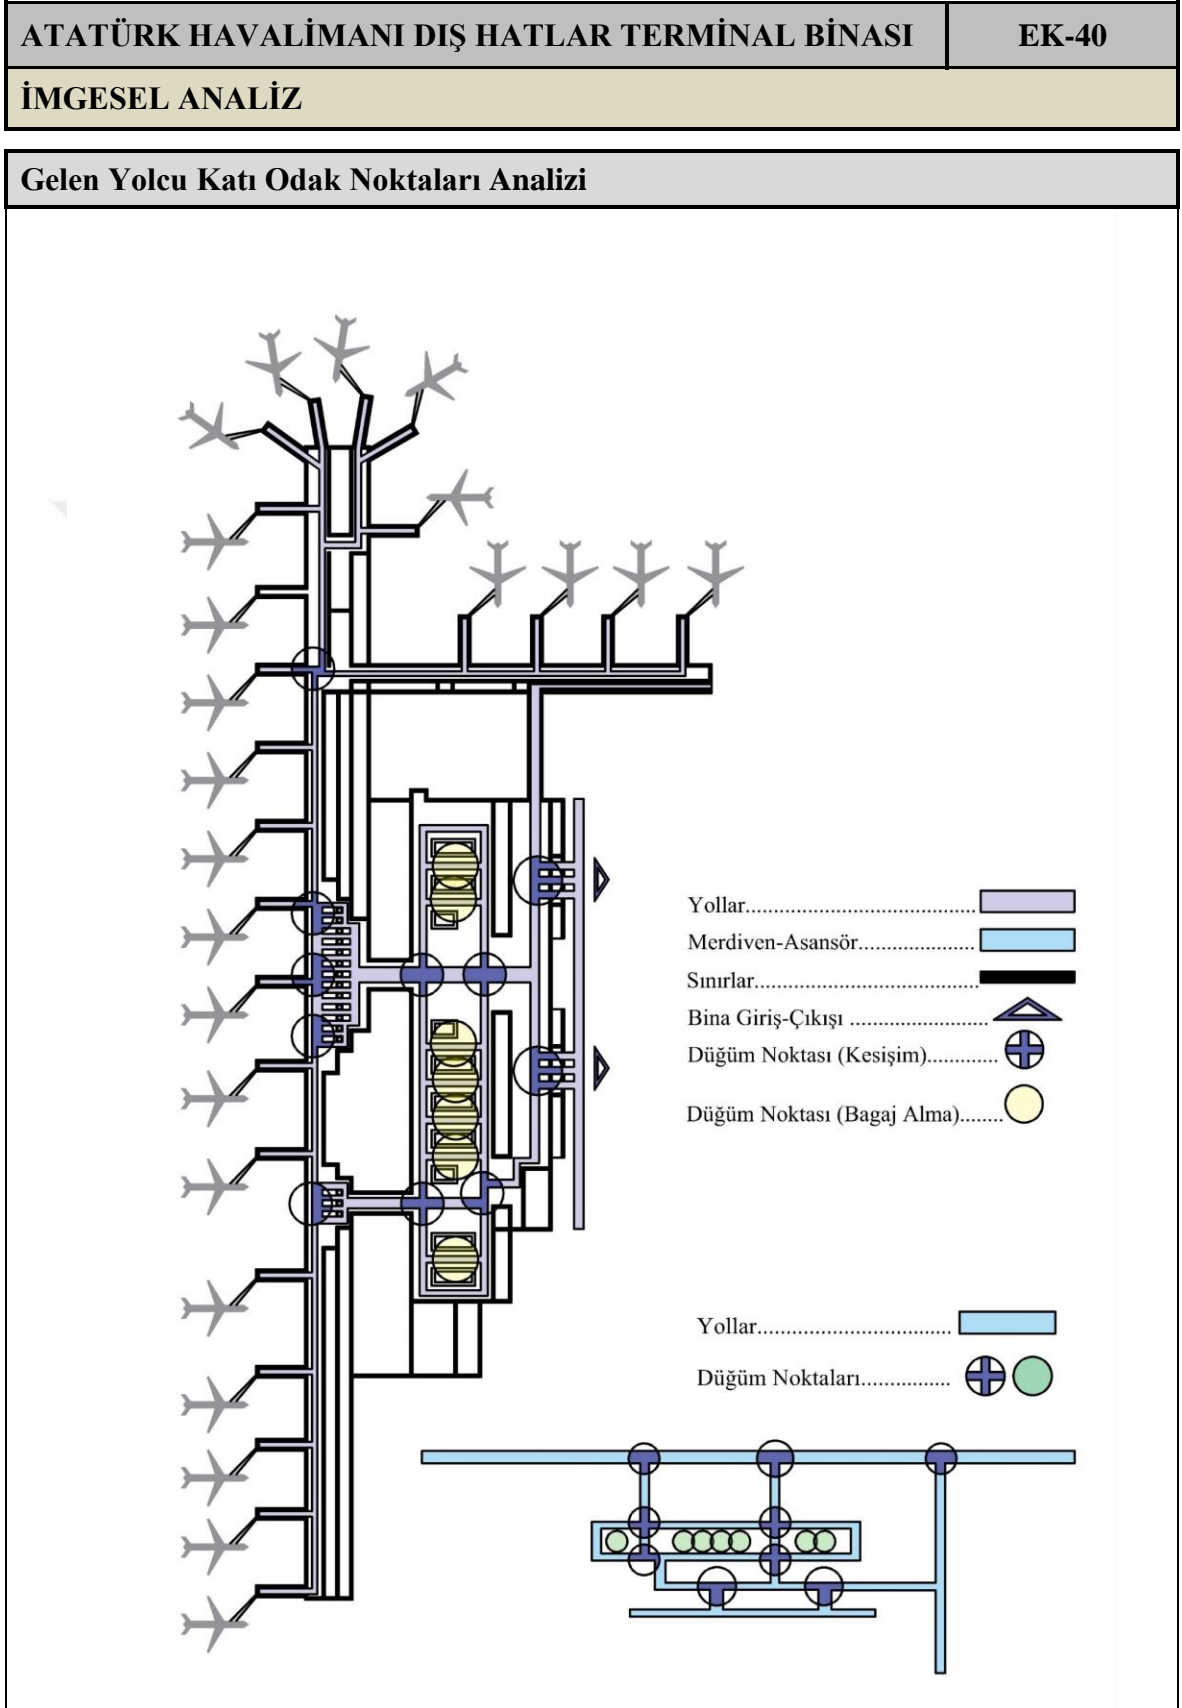 ATATÜRK HAVALİMANI DIŞ HATLAR TERMİNAL BİNASI EK-40
İMGESEL ANALİZ
Gelen Yolcu Katı Odak Noktaları Analizi
Yollar.......................................
Merdiven-Asansör....................
Sınırlar.......................................
Bina Giriş-Çıkışı ........................
Düğüm Noktası (Kesişim)............
Düğüm Noktası (Bagaj Alma).......
Yollar.................................
Düğüm Noktaları...............